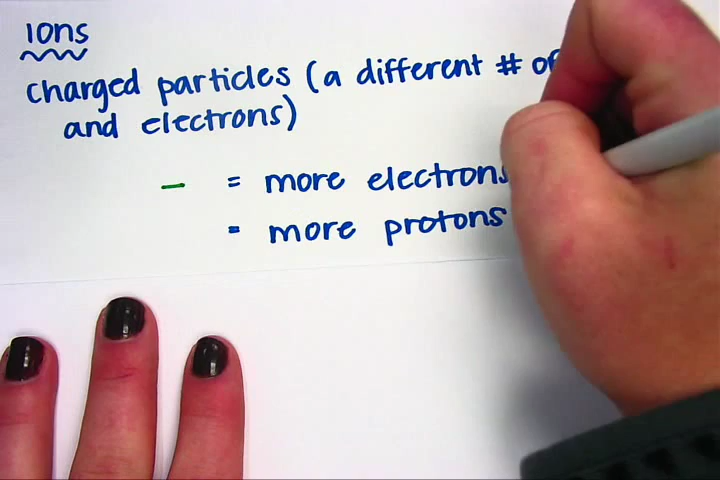 Ions
charged particles (a different # of
and electrons)
- = more electrons
= more protons